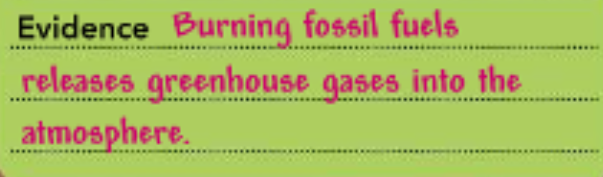 Evidence Burning fossil fuels
releases greenhouse gases into the
atmosphere.